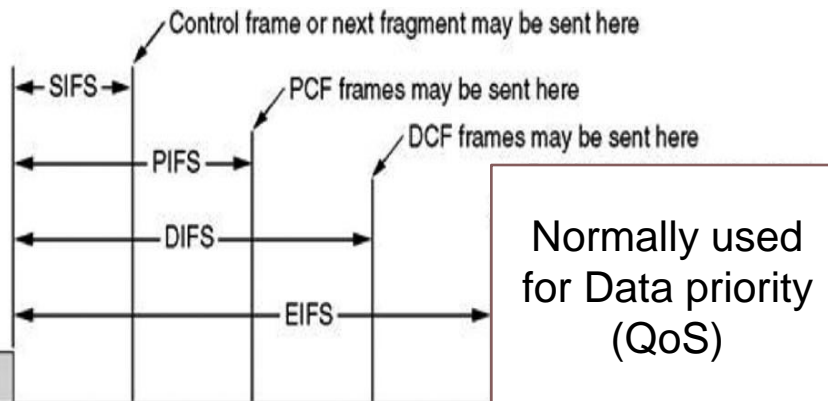 Control frame or next fragment may be sent here
SIFS
PCF frames may be sent here
DCF frames may be sent here
PIFS
DIFS
EIFS
Normally used
for Data priority
(QoS)